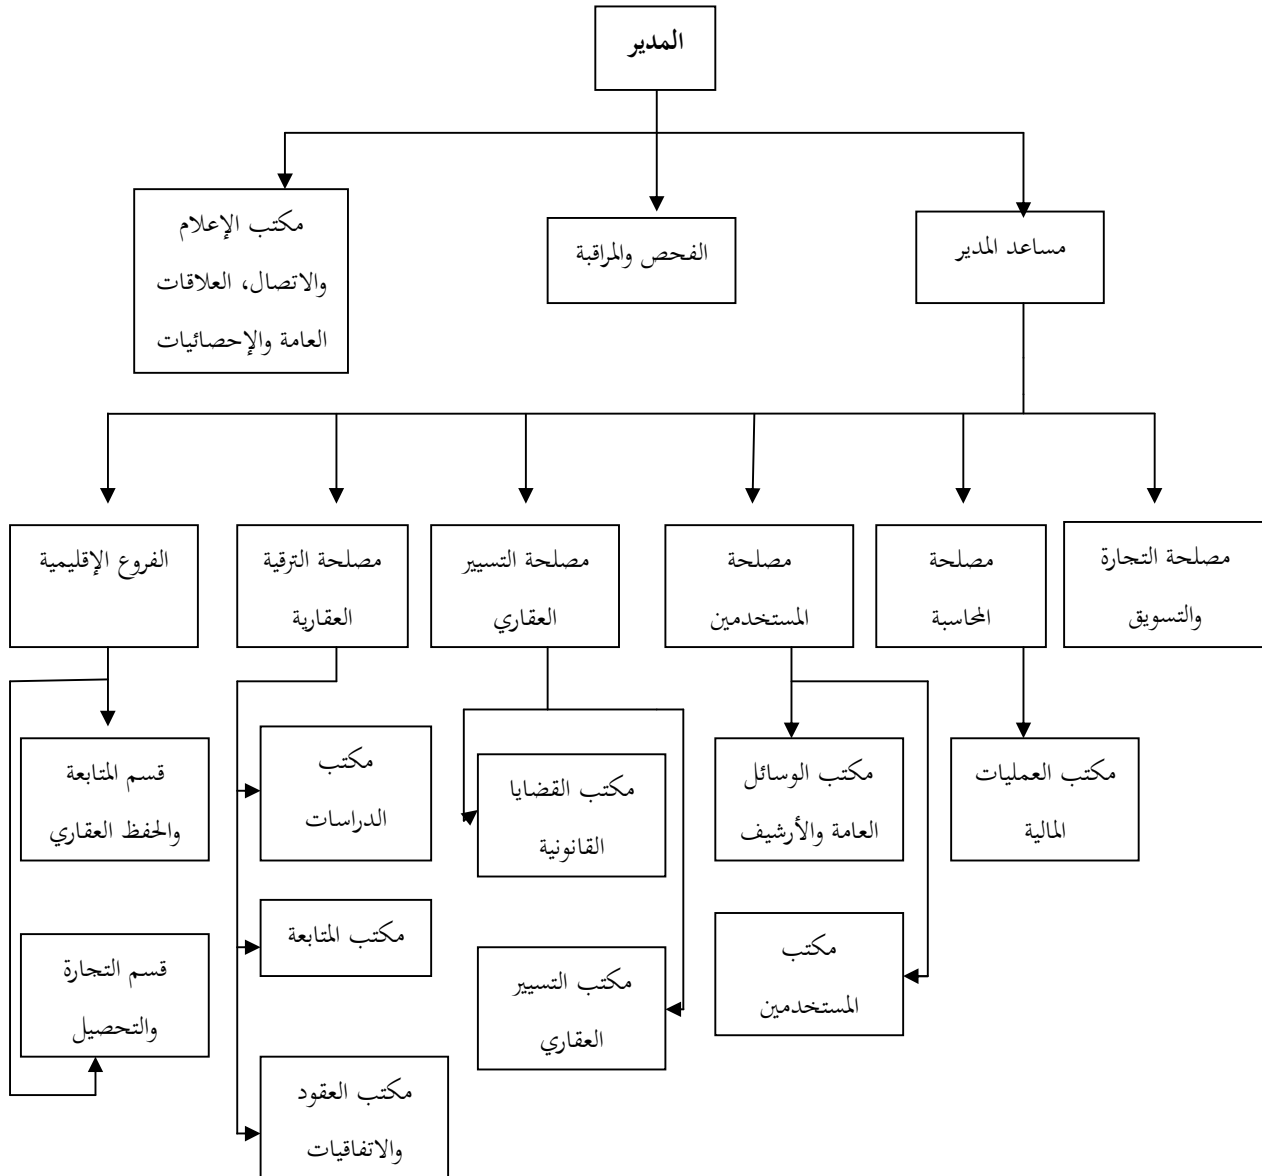 المدير
مساعد المدير
الفحص والمراقبة
مكتب الإعلام
والاتصال، العلاقات
العامة والإحصائيات
مصلحة التجارة
والتسويق
مصلحة
المحاسبة
مصلحة
المستخدمين
مصلحة التسيير
العقاري
مصلحة الترقية
العقارية
الفروع الإقليمية
مكتب العمليات
المالية
مكتب الوسائل
العامة والأرشيف
مكتب القضايا
القانونية
مكتب
الدراسات
قسم المتابعة
والحفظ العقاري
مكتب
المستخدمين
مكتب التسيير
العقاري
مكتب المتابعة
قسم التجارة
والتحصيل
مكتب العقود
والاتفاقيات